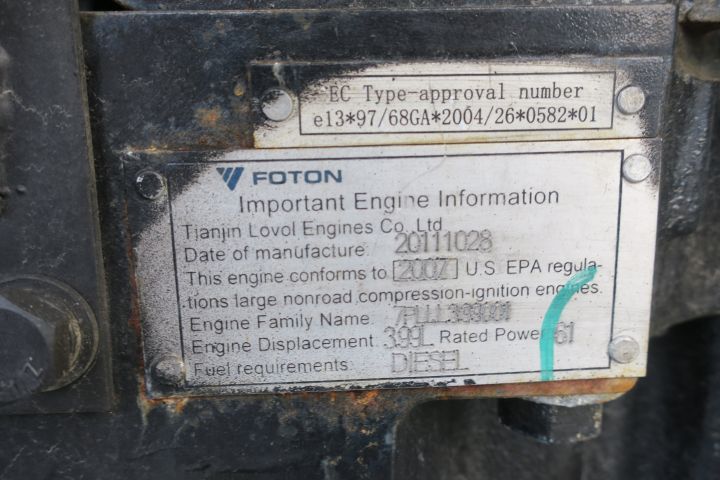 EC Type-approval number
e13*97/68GA*2004/26*0582*01
FOTON
Important Engine Information
Tianjin Lovol Engines Co, Ltd
Date of manufacture 20111028
This engine conforms to 2007 U.S. EPA regula-
tions large nonroad compression-ignition engines.
Engine Family Name
Engine Displacement 3.99L Rated Power 61
Fuel requirements DIESEL